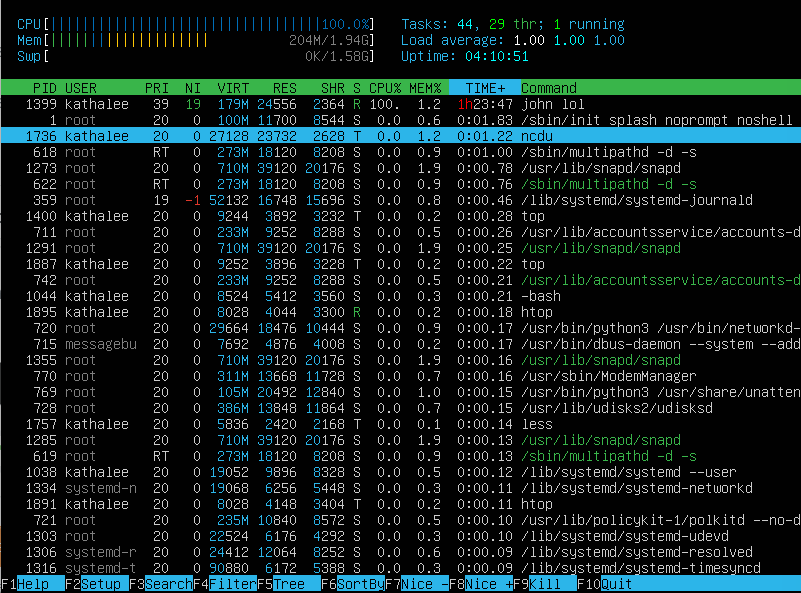 CPU[||||||||||||||||||||||||||||||||||100.0%] Tasks: 44, 29 thr; 1 running
Mem[||||||||||||||||||||          204M/1.94G] Load average: 1.00 1.00 1.00
Swp[                                0K/1.58G] Uptime: 04:10:51
PID USER PRI NI VIRT RES SHR S CPU% MEM% TIME+ Command
1399 kathalee 39 19 179M 24556 2364 R 100. 1.2 1h23:47 john lol
1 root 20 0 100M 11700 8544 S 0.0 0.6 0:01.83 /sbin/init splash noprompt noshell
1736 kathalee 20 0 27128 23732 2628 T 0.0 1.2 0:01.22 ncdu
618 root RT 0 273M 18120 8208 S 0.0 0.9 0:01.00 /sbin/multipathd -d -s
1273 root 20 0 710M 39120 20176 S 0.0 1.9 0:00.78 /usr/lib/snapd/snapd
622 root RT 0 273M 18120 8208 S 0.0 0.9 0:00.76 /sbin/multipathd -d -s
359 root 19 -1 52132 16748 15696 S 0.0 0.8 0:00.46 /lib/systemd/systemd-journald
1400 kathalee 20 0 9244 3892 3232 T 0.0 0.2 0:00.28 top
711 root 20 0 233M 9252 8288 S 0.0 0.5 0:00.26 /usr/lib/accountsservice/accounts-d
1291 root 20 0 710M 39120 20176 S 0.0 1.9 0:00.25 /usr/lib/snapd/snapd
1887 kathalee 20 0 9252 3896 3228 T 0.0 0.2 0:00.22 top
742 root 20 0 233M 9252 8288 S 0.0 0.5 0:00.21 /usr/lib/accountsservice/accounts-d
1044 kathalee 20 0 8524 5412 3560 S 0.0 0.3 0:00.21 -bash
1895 kathalee 20 0 8028 4044 3300 R 0.0 0.2 0:00.18 htop
720 root 20 0 29664 18476 10444 S 0.0 0.9 0:00.17 /usr/bin/python3 /usr/bin/networkd-
715 messagebu 20 0 7692 4876 4008 S 0.0 0.2 0:00.17 /usr/bin/dbus-daemon --system --add
1355 root 20 0 710M 39120 20176 S 0.0 1.9 0:00.16 /usr/lib/snapd/snapd
770 root 20 0 311M 13668 11728 S 0.0 0.7 0:00.16 /usr/sbin/ModemManager
769 root 20 0 105M 20492 12840 S 0.0 1.0 0:00.15 /usr/bin/python3 /usr/share/unatten
728 root 20 0 386M 13848 11864 S 0.0 0.7 0:00.15 /usr/lib/udisks2/udisksd
1757 kathalee 20 0 5836 2420 2168 T 0.0 0.1 0:00.14 less
1285 root 20 0 710M 39120 20176 S 0.0 1.9 0:00.13 /usr/lib/snapd/snapd
619 root RT 0 273M 18120 8208 S 0.0 0.9 0:00.13 /sbin/multipathd -d -s
1038 kathalee 20 0 19052 9896 8328 S 0.0 0.5 0:00.12 /lib/systemd/systemd --user
1334 systemd-n 20 0 19068 6256 5448 S 0.0 0.3 0:00.11 /lib/systemd/systemd-networkd
1891 kathalee 20 0 8028 4148 3404 T 0.0 0.2 0:00.11 htop
721 root 20 0 235M 10840 8572 S 0.0 0.5 0:00.10 /usr/lib/policykit-1/polkitd --no-d
1303 root 20 0 22524 6176 4292 S 0.0 0.3 0:00.10 /lib/systemd/systemd-udevd
1306 systemd-r 20 0 24412 12064 8252 S 0.0 0.6 0:00.09 /lib/systemd/systemd-resolved
1316 systemd-t 20 0 90880 6172 5388 S 0.0 0.3 0:00.09 /lib/systemd/systemd-timesyncd
F1Help F2Setup F3SearchF4FilterF5Tree F6SortByF7Nice -F8Nice +F9Kill F10Quit